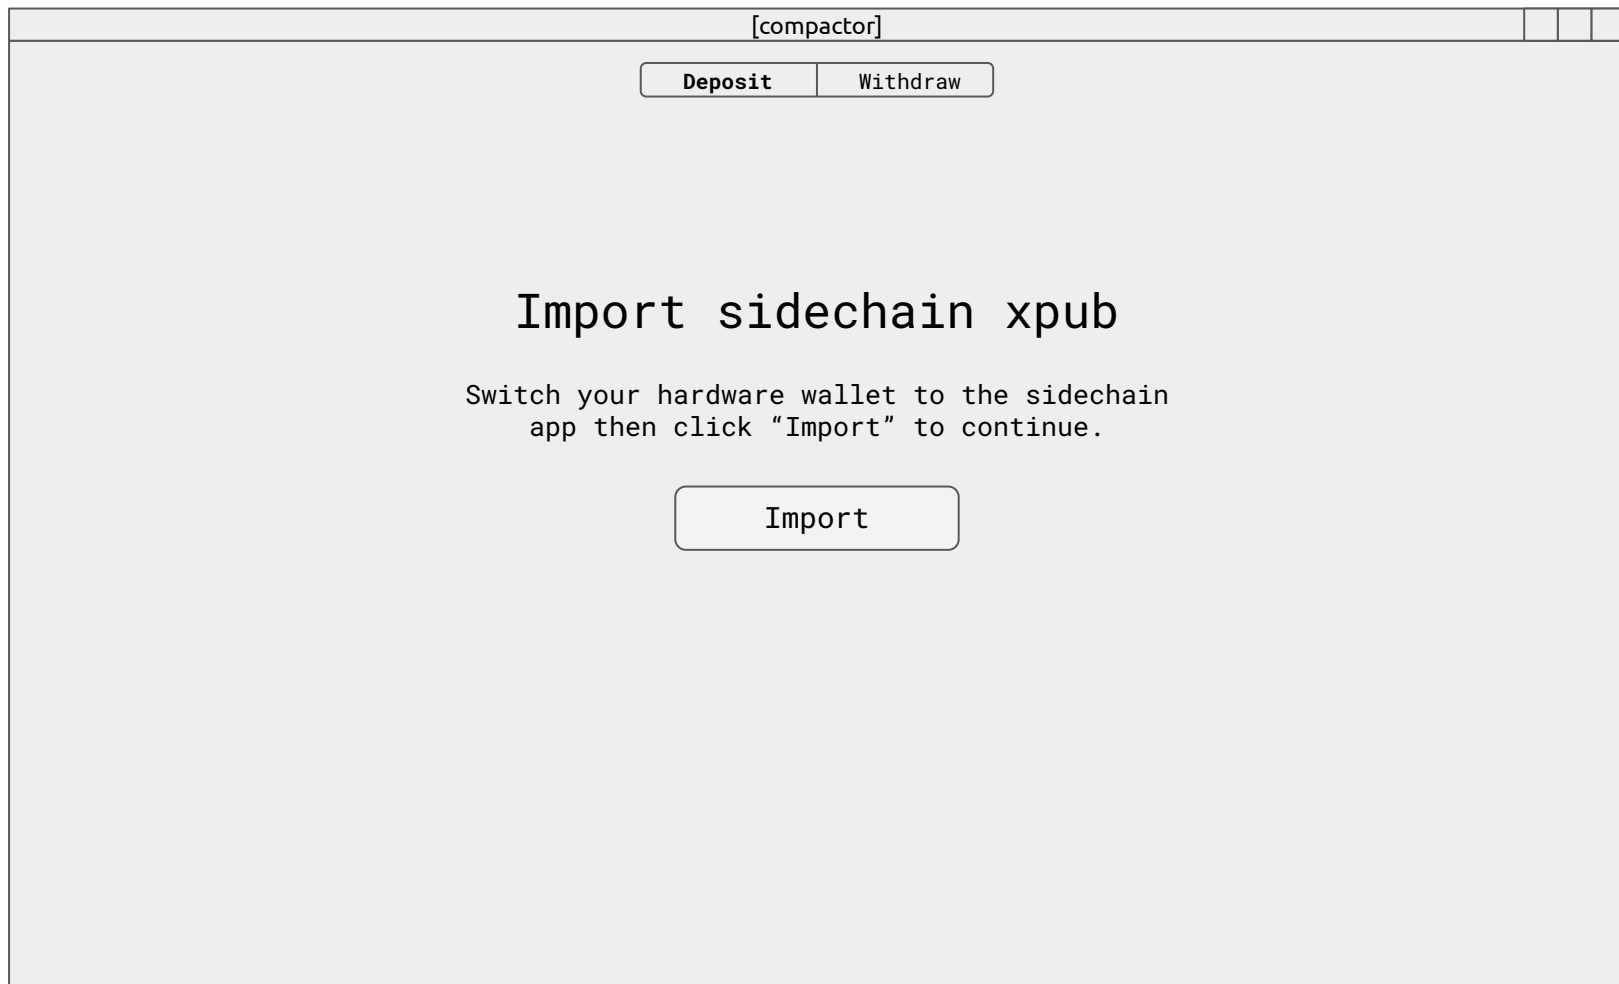 [compactor]
Deposit
Withdraw
Import sidechain xpub
Switch your hardware wallet to the sidechain
app then click “Import” to continue.
Import